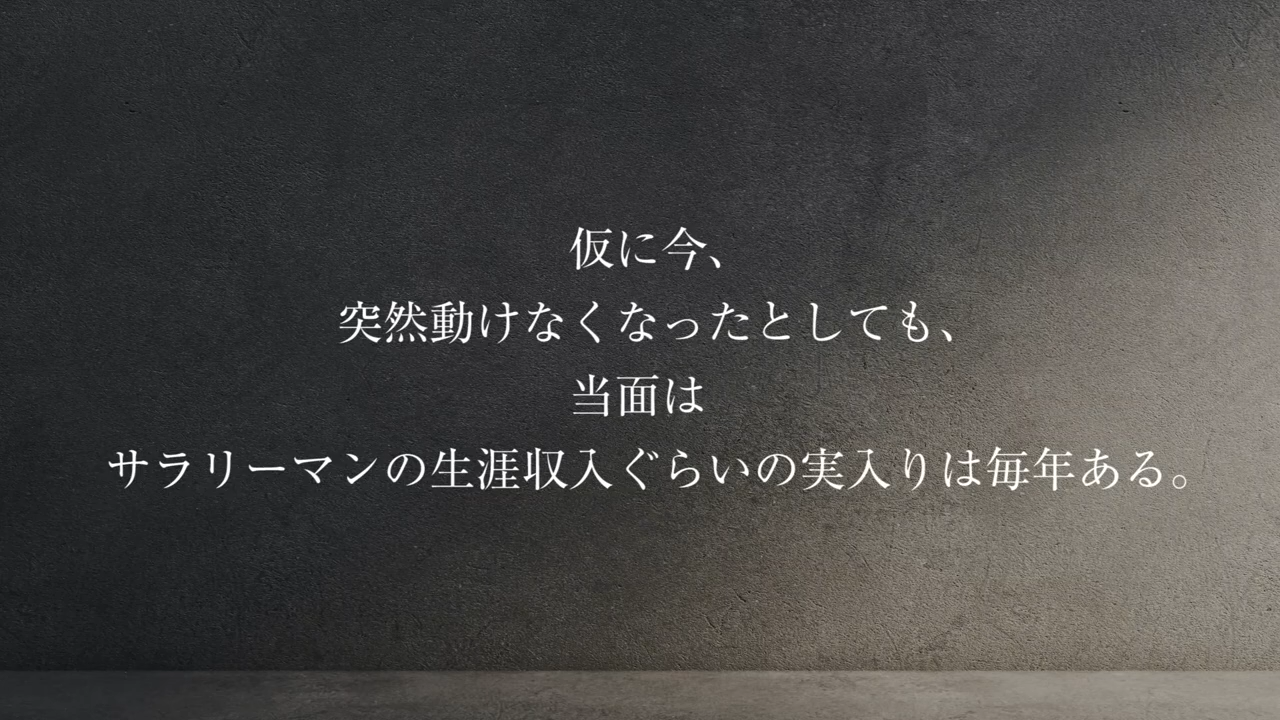 仮に今、
突然動けなくなったとしても、
当面は
サラリーマンの生涯収入ぐらいの実入りは毎年ある。